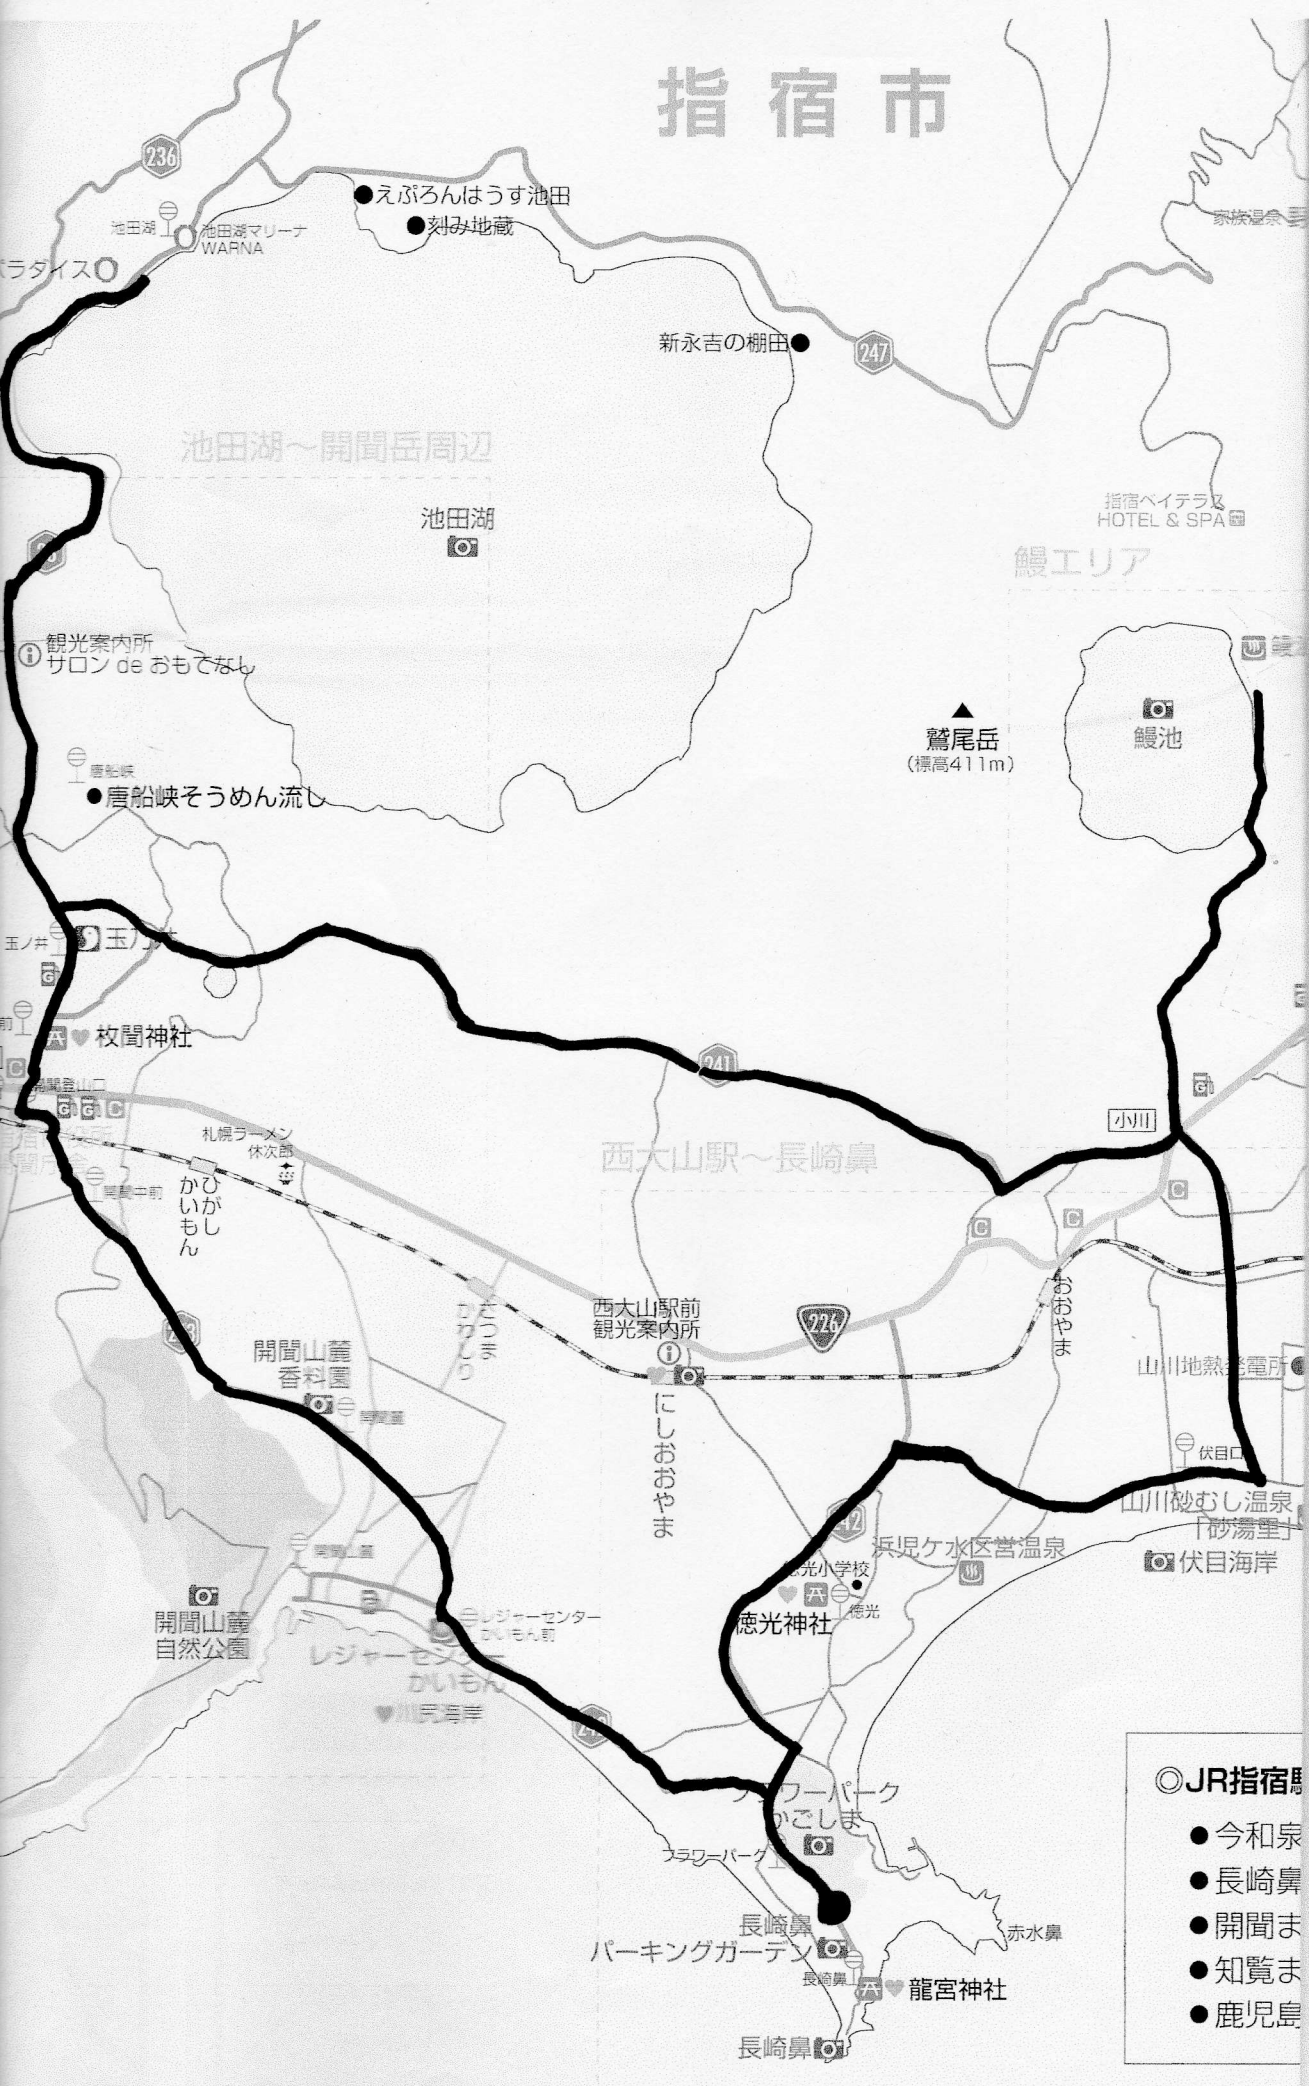 指宿市
236
えぷろんはうす池田
刻み地蔵
池田湖
池田湖マリーナ
WARNA
家族温泉
パラダイス
新永吉の棚田
247
池田湖~開聞岳周辺
池田湖
指宿ベイテラス
HOTEL & SPA
鰻エリア
観光案内所
サロン de おもてなし
鷲尾岳
(標高411m)
鰻池
唐船峡
唐船峡そうめん流し
玉ノ井
玉乃井
枚聞神社
241
開聞登山口
小川
札幌ラーメン
休次郎
西大山駅~長崎鼻
開聞中前
ひがし
かいもん
さつま
かわしり
西大山駅前
観光案内所
226
おおやま
開聞山麓
香料園
山川地熱発電所
にしおおやま
伏目口
山川砂むし温泉
「砂湯里」
伏目海岸
浜児ケ水区営温泉
徳光小学校
徳光
徳光神社
開聞山麓
自然公園
レジャーセンター
かいもん前
レジャーセンター
かいもん
川尻海岸
フラワーパーク
かごしま
フラワーパーク
長崎鼻
パーキングガーデン
赤水鼻
長崎鼻
龍宮神社
長崎鼻
◎JR指宿駅
●今和泉
●長崎鼻
●開聞ま
●知覧ま
●鹿児島